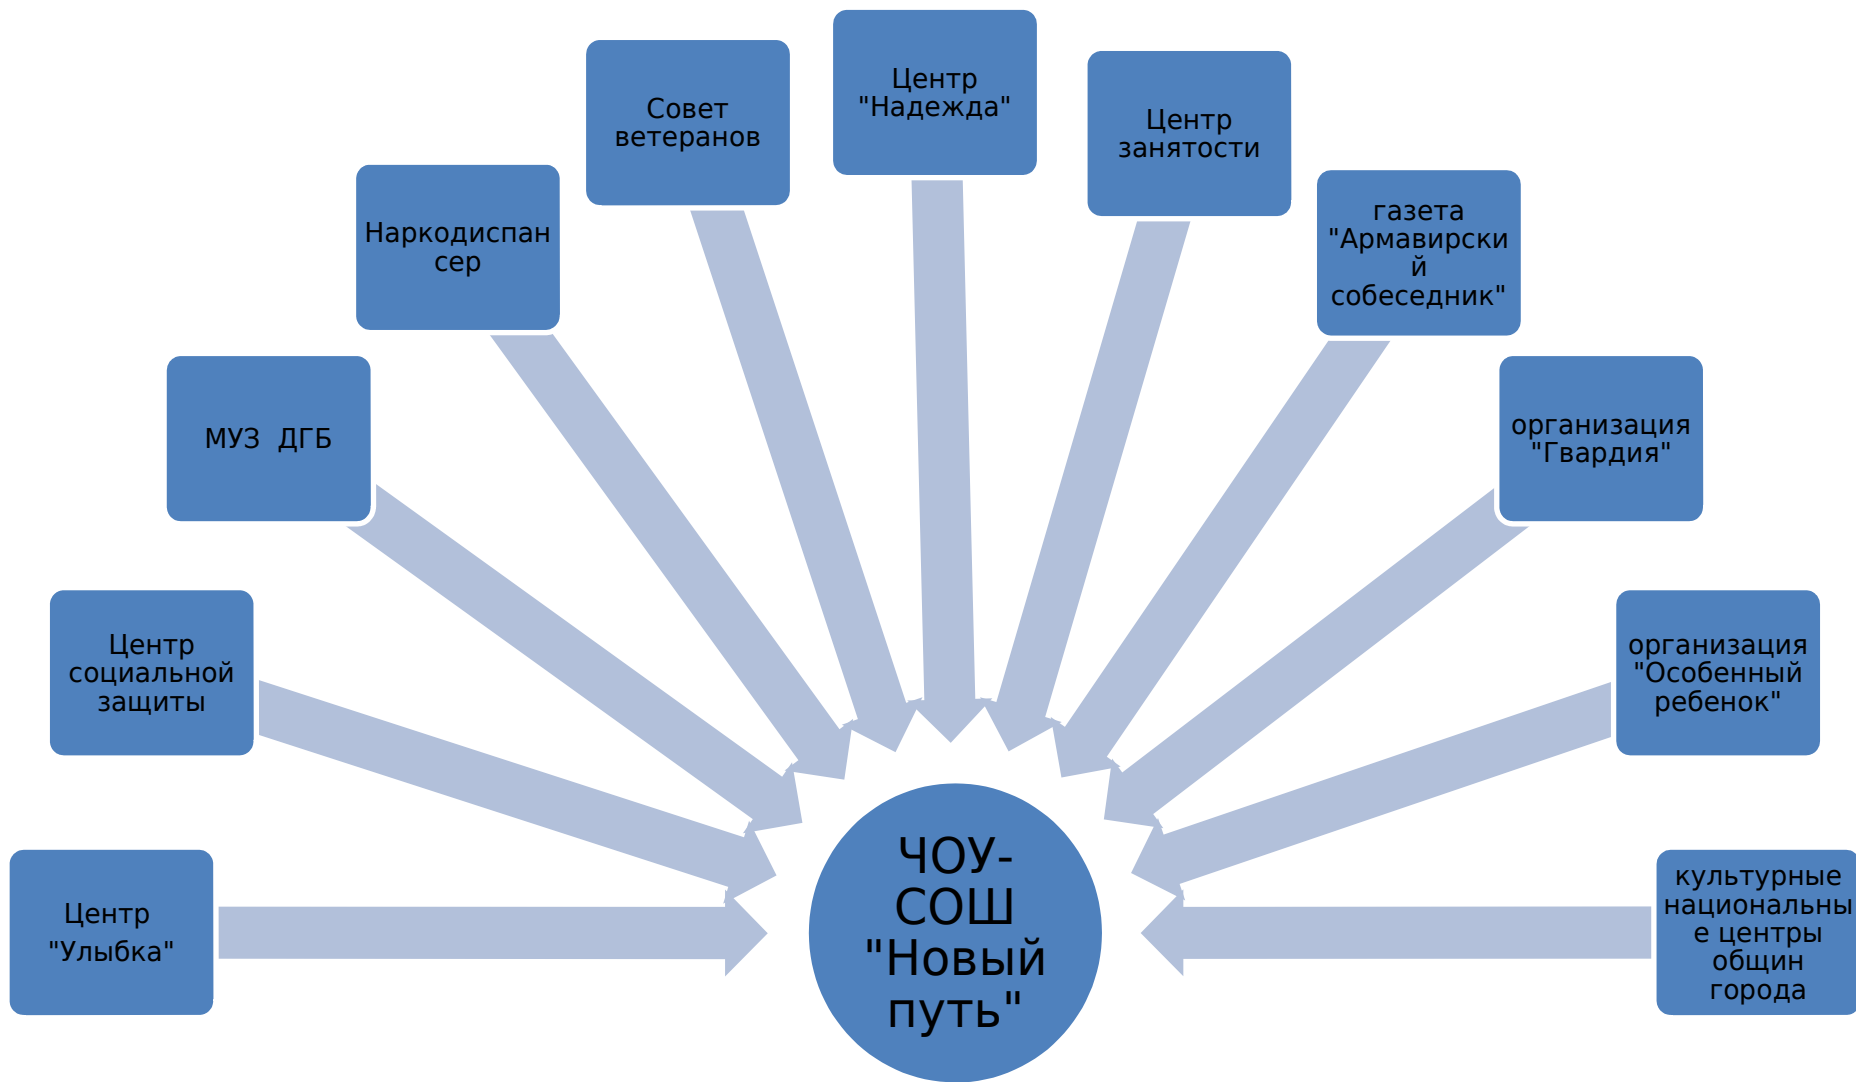 Центр
"Надежда"
Совет
ветеранов
Центр
занятости
Наркодиспан
сер
газета
"Армавирски
й
собеседник"
МУЗ  ДГБ
организация
"Гвардия"
Центр
социальной
защиты
организация
"Особенный
ребенок"
Центр
"Улыбка"
ЧОУ-
СОШ
"Новый
путь"
культурные
национальны
е центры
общин
города